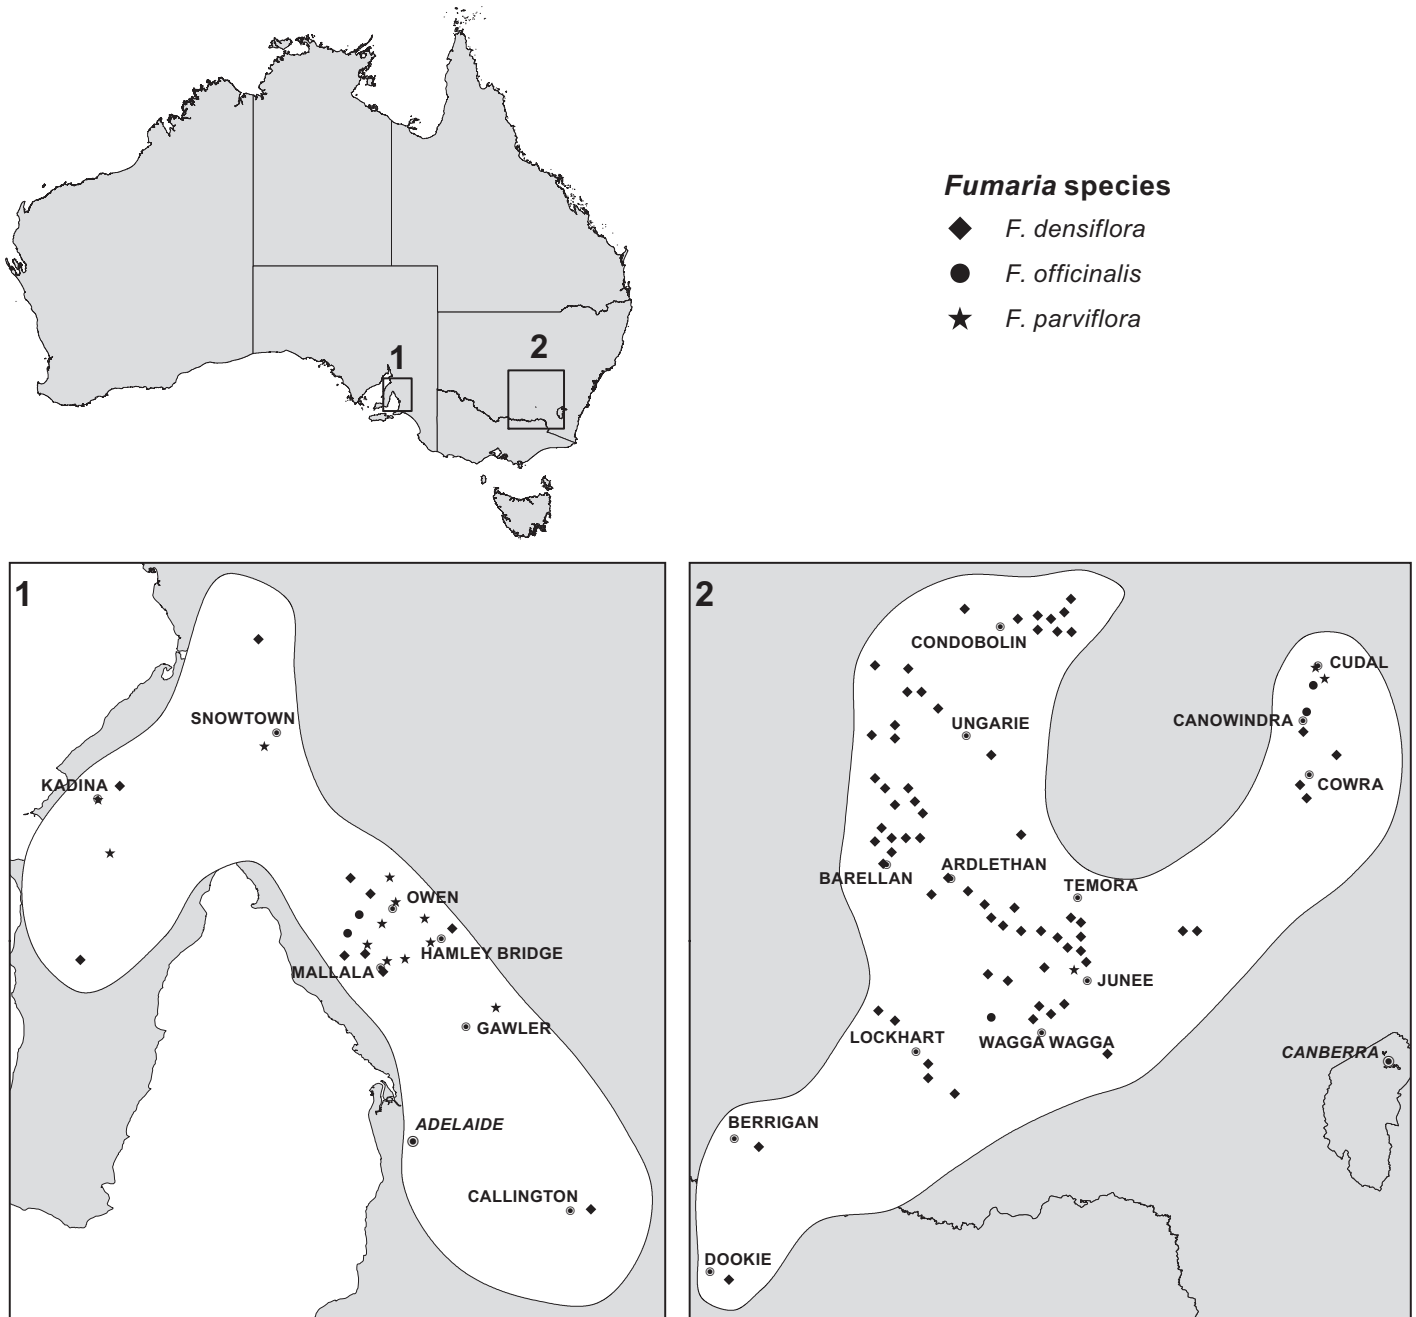 Fumaria species
F. densiflora
F. officinalis
F. parviflora
1
2
1
SNOWTOWN
KADINA
OWEN
HAMLEY BRIDGE
MALLALA
GAWLER
ADELAIDE
CALLINGTON
2
CONDOBOLIN
CUDAL
CANOWINDRA
UNGARIE
COWRA
ARDLETHAN
BARELLAN
TEMORA
JUNEE
LOCKHART
WAGGA WAGGA
CANBERRA
BERRIGAN
DOOKIE